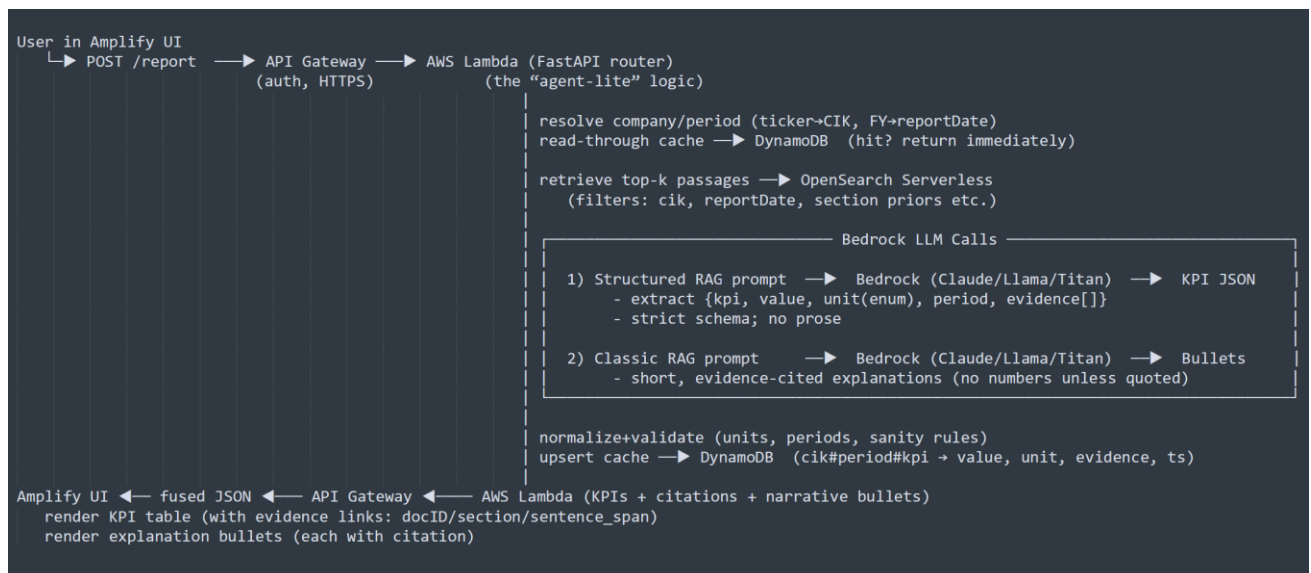 User in Amplify UI
└─▶ POST /report ───▶ API Gateway ───▶ AWS Lambda (FastAPI router)
(auth, HTTPS) (the “agent-lite” logic)
resolve company/period (ticker→CIK, FY→reportDate)
read-through cache ──▶ DynamoDB (hit? return immediately)
retrieve top-k passages ──▶ OpenSearch Serverless
(filters: cik, reportDate, section priors etc.)
Bedrock LLM Calls
1) Structured RAG prompt ──▶ Bedrock (Claude/Llama/Titan) ──▶ KPI JSON
- extract {kpi, value, unit(enum), period, evidence[]}
- strict schema; no prose
2) Classic RAG prompt ──▶ Bedrock (Claude/Llama/Titan) ──▶ Bullets
- short, evidence-cited explanations (no numbers unless quoted)
normalize+validate (units, periods, sanity rules)
upsert cache ──▶ DynamoDB (cik#period#kpi → value, unit, evidence, ts)
Amplify UI ◀── fused JSON ◀─── API Gateway ◀──── AWS Lambda (KPIs + citations + narrative bullets)
render KPI table (with evidence links: docID/section/sentence_span)
render explanation bullets (each with citation)